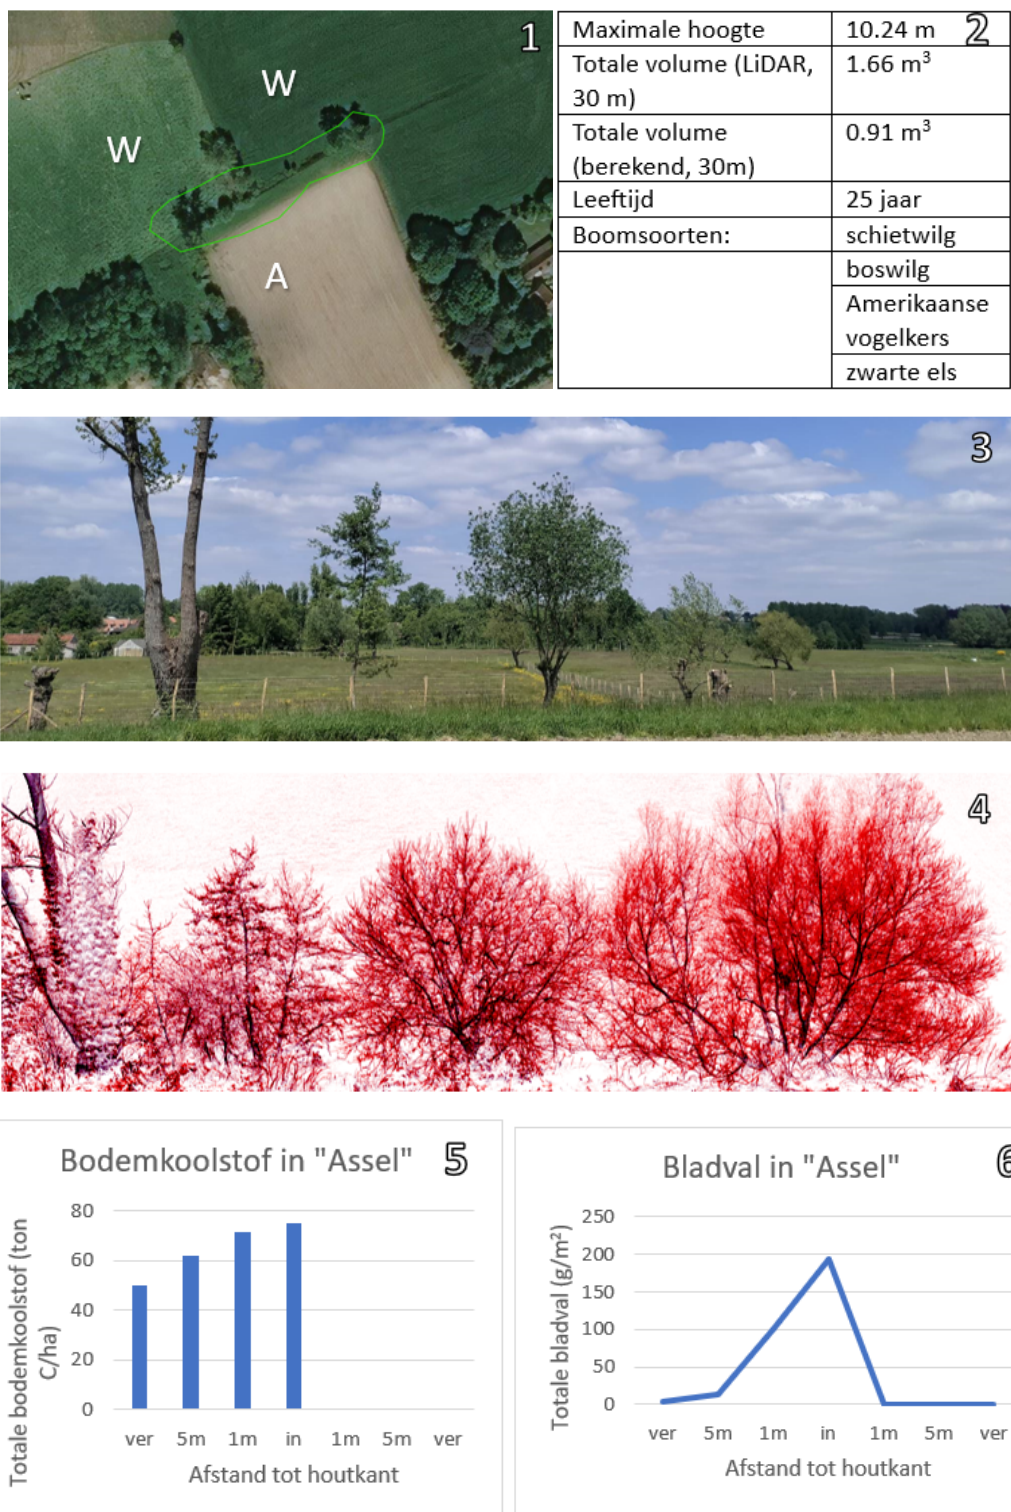 1
W
W
A
2
Maximale hoogte 10.24 m
Totale volume (LiDAR, 1.66 m³
30 m)
Totale volume 0.91 m³
(berekend, 30m)
Leeftijd 25 jaar
Boomsoorten: schietwilg
boswilg
Amerikaanse
vogelkers
zwarte els
3
4
Bodemkoolstof in "Assel" 5
Totale bodemkoolstof (ton
C/ha)
80
60
40
20
0
ver 5m 1m in 1m 5m ver
Afstand tot houtkant
Bladval in "Assel" 6
Totale bladval (g/m²)
250
200
150
100
50
0
ver 5m 1m in 1m 5m ver
Afstand tot houtkant